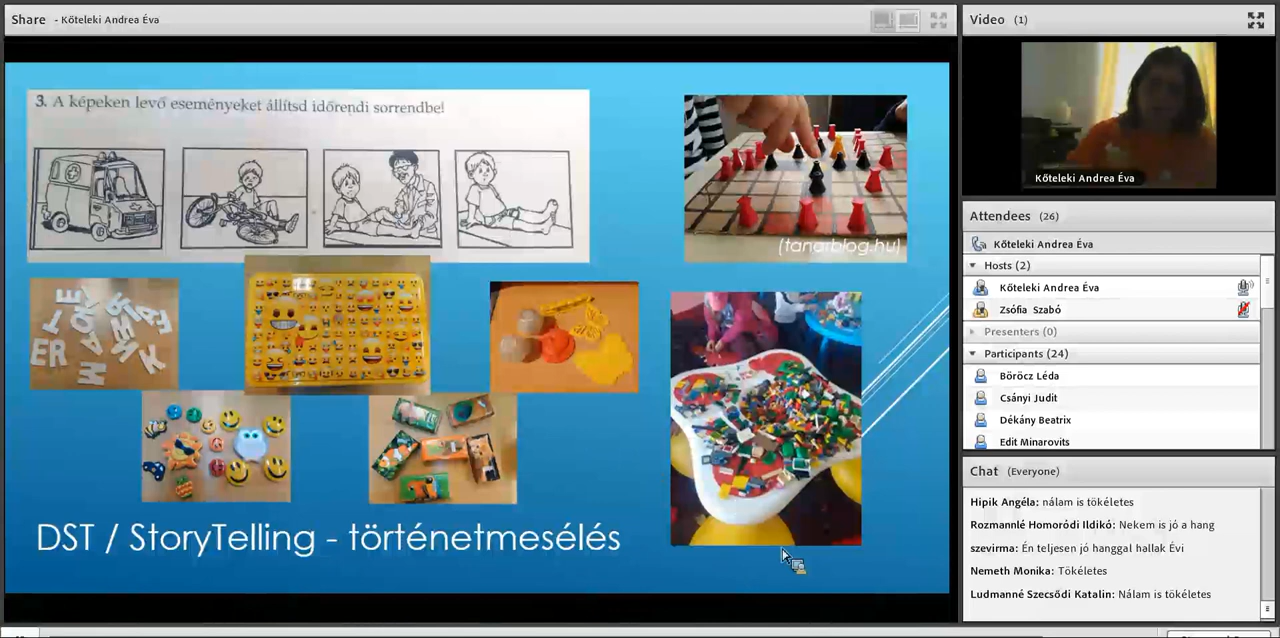 Share - Kőteleki Andrea Éva
3. A képeken levő eseményeket állítsd időrendi sorrendbe!
(tanarblog.hu)
DST / StoryTelling - történetmesélés
Video (1)
Kőteleki Andrea Éva
Attendees (26)
Kőteleki Andrea Éva
Hosts (2)
Kőteleki Andrea Éva
Zsófia Szabó
Presenters (0)
Participants (24)
Böröcz Léda
Csányi Judit
Dékány Beatrix
Edit Minarovits
Chat (Everyone)
Hipik Angéla: nálam is tökéletes
Rozmannlé Homoródi Ildikó: Nekem is jó a hang
szevirma: Én teljesen jó hanggal hallak Évi
Nemeth Monika: Tökéletes
Ludmanné Szecsődi Katalin: Nálam is tökéletes